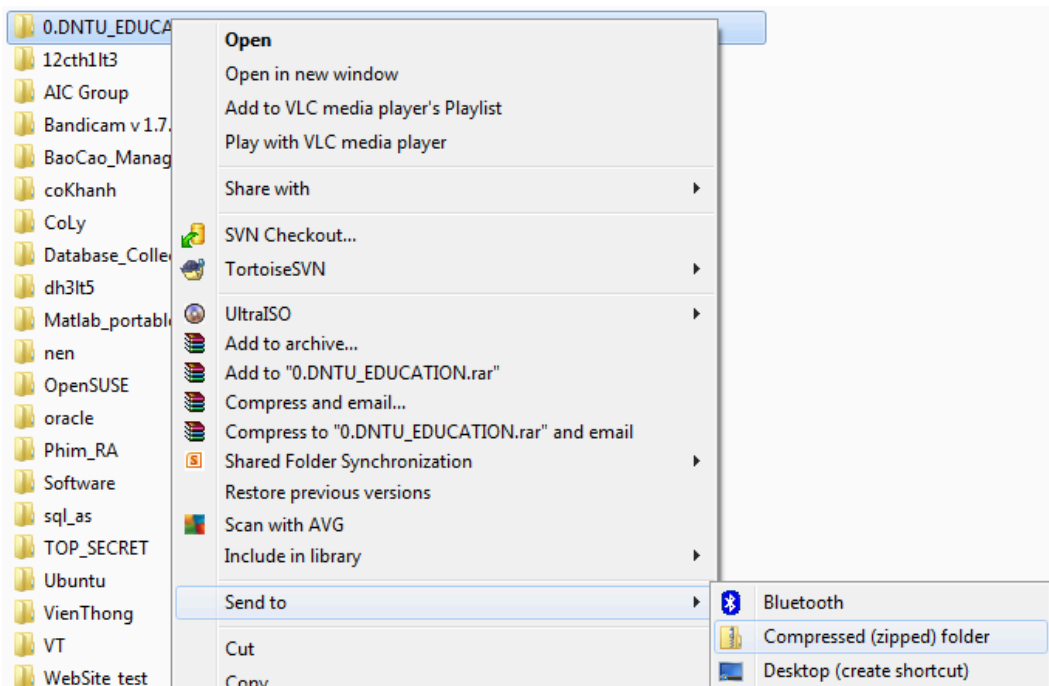 0.DNTU_EDUCA
12cth1lt3
AIC Group
Bandicam v 1.7.
BaoCao_Manag
coKhanh
CoLy
Database_Colle
dh3lt5
Matlab_portable
nen
OpenSUSE
oracle
Phim_RA
Software
sql_as
TOP_SECRET
Ubuntu
VienThong
VT
WebSite test
Open
Open in new window
Add to VLC media player's Playlist
Play with VLC media player
Share with
SVN Checkout...
TortoiseSVN
UltraISO
Add to archive...
Add to "0.DNTU_EDUCATION.rar"
Compress and email...
Compress to "0.DNTU_EDUCATION.rar" and email
Shared Folder Synchronization
Restore previous versions
Scan with AVG
Include in library
Send to
Cut
Copy
Bluetooth
Compressed (zipped) folder
Desktop (create shortcut)